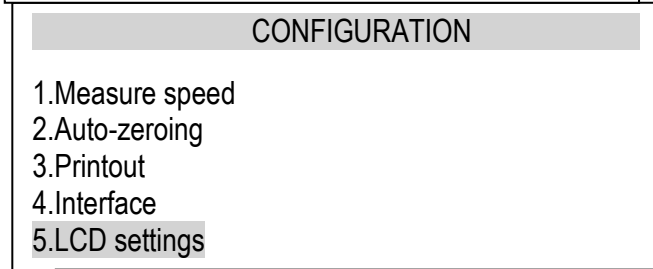 CONFIGURATION
1.Measure speed
2.Auto-zeroing
3.Printout
4.Interface
5.LCD settings